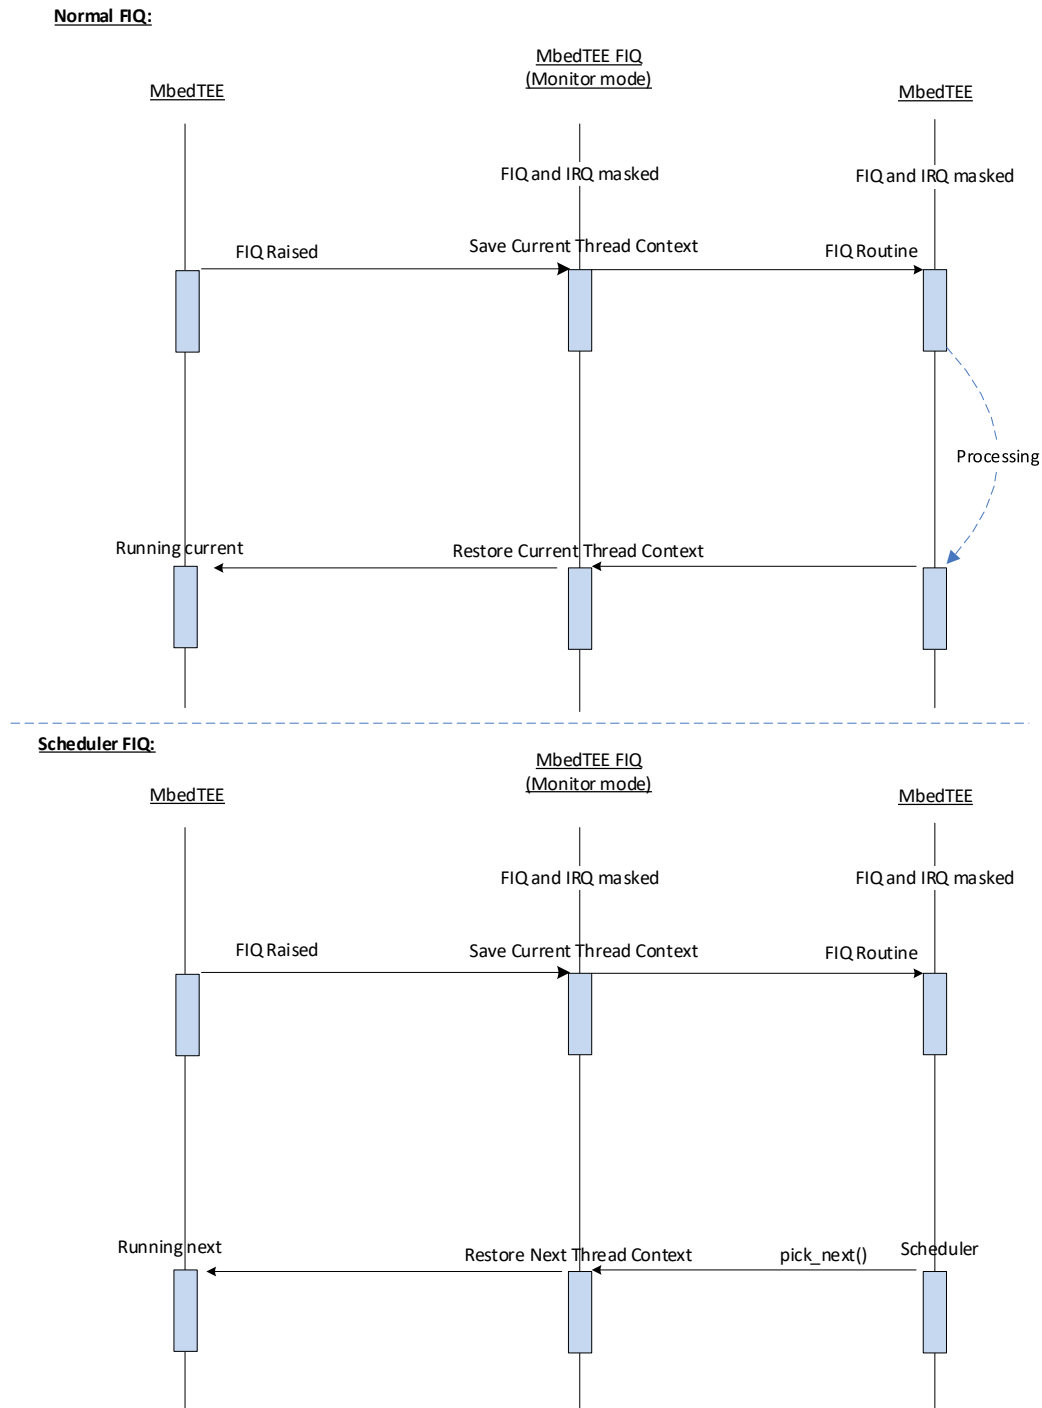 Normal FIQ:
MbedTEE
MbedTEE FIQ
(Monitor mode)
MbedTEE
FIQ and IRQ masked
FIQ and IRQ masked
FIQ Raised
Save Current Thread Context
FIQ Routine
Processing
Running current
Restore Current Thread Context
Scheduler FIQ:
MbedTEE
MbedTEE FIQ
(Monitor mode)
MbedTEE
FIQ and IRQ masked
FIQ and IRQ masked
FIQ Raised
Save Current Thread Context
FIQ Routine
Running next
Restore Next Thread Context
pick_next()
Scheduler